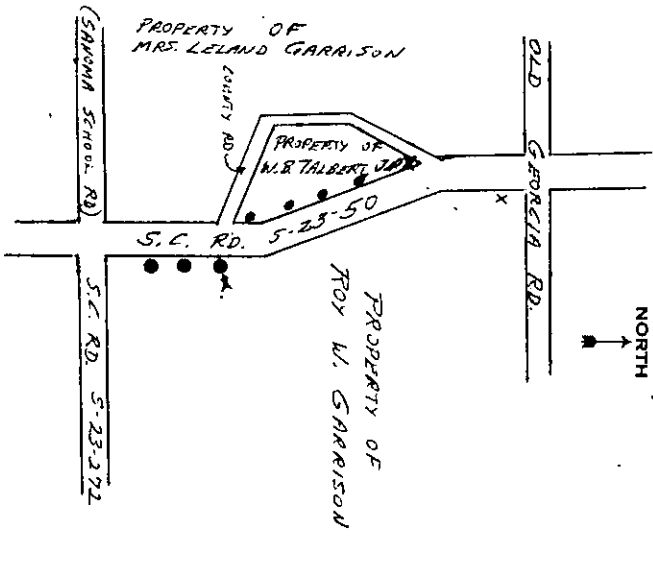 PROPERTY OF
MRS. LELAND GARRISON
(SANOMA SCHOOL RD)
COUNTY RD
PROPERTY OF
W.B. TALBERT JR.
OLD GEORGIA RD.
X
S.C. RD. S-23-50
NORTH
PROPERTY OF
ROY W. GARRISON
S.C. RD. S-23-272